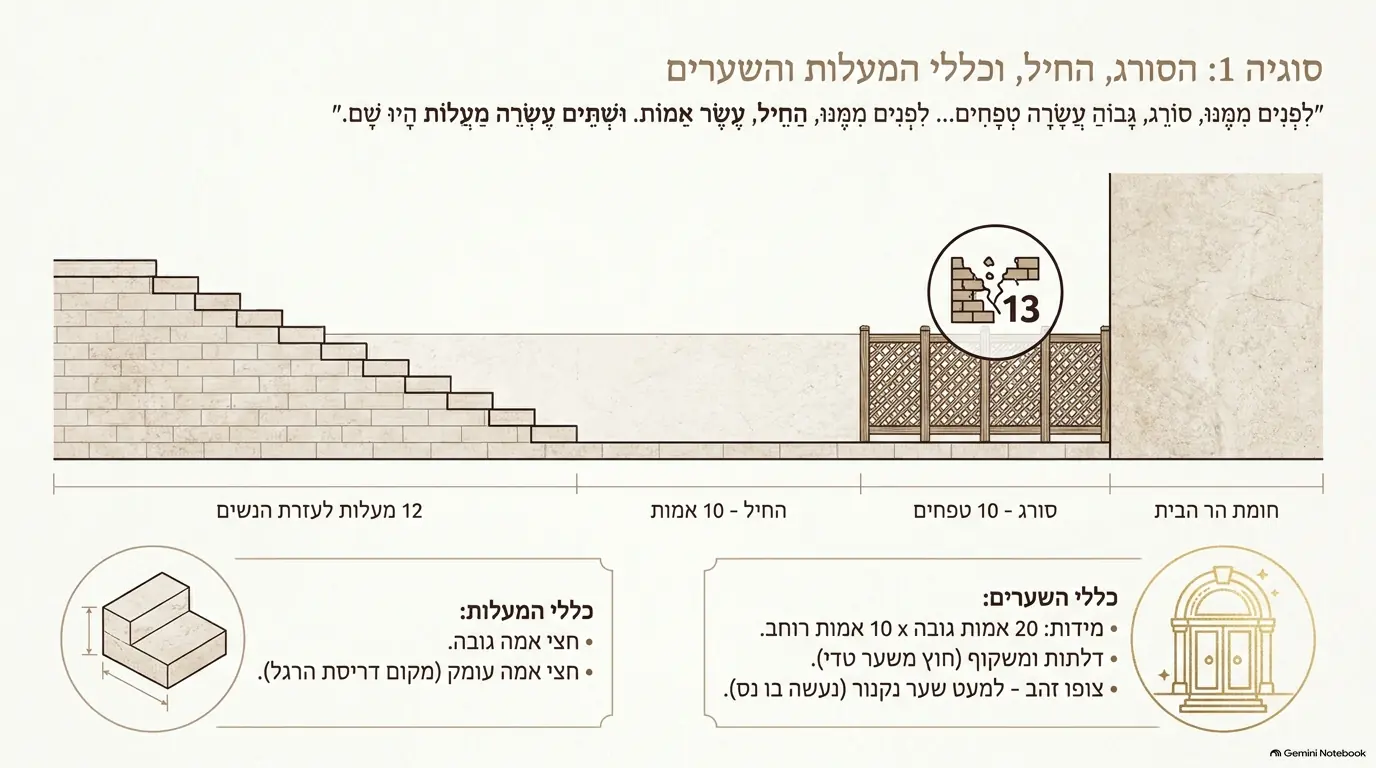 סוגיה 1: הסורג, החיל, וכללי המעלות והשערים
"לִפְנִים מִמֶּנּוּ, סוֹרֵג, גָּבוֹהַּ עֲשָׂרָה טְפָחִים... לִפְנִים מִמֶּנּוּ, הַחֵיל, עֶשֶׂר אַמּוֹת. וּשְׁתֵּים עֶשְׂרֵה מַעֲלוֹת הָיוּ שָׁם."
13
חומת הר הבית
סורג - 10 טפחים
החיל - 10 אמות
12 מעלות לעזרת הנשים
כללי השערים:
• מידות: 20 אמות גובה x 10 אמות רוחב.
• דלתות ומשקוף (חוץ משער טדי).
• צופו זהב - למעט שער נקנור (נעשה בו נס).
כללי המעלות:
• חצי אמה גובה.
• חצי אמה עומק (מקום דריסת הרגל).
Gemini Notebook